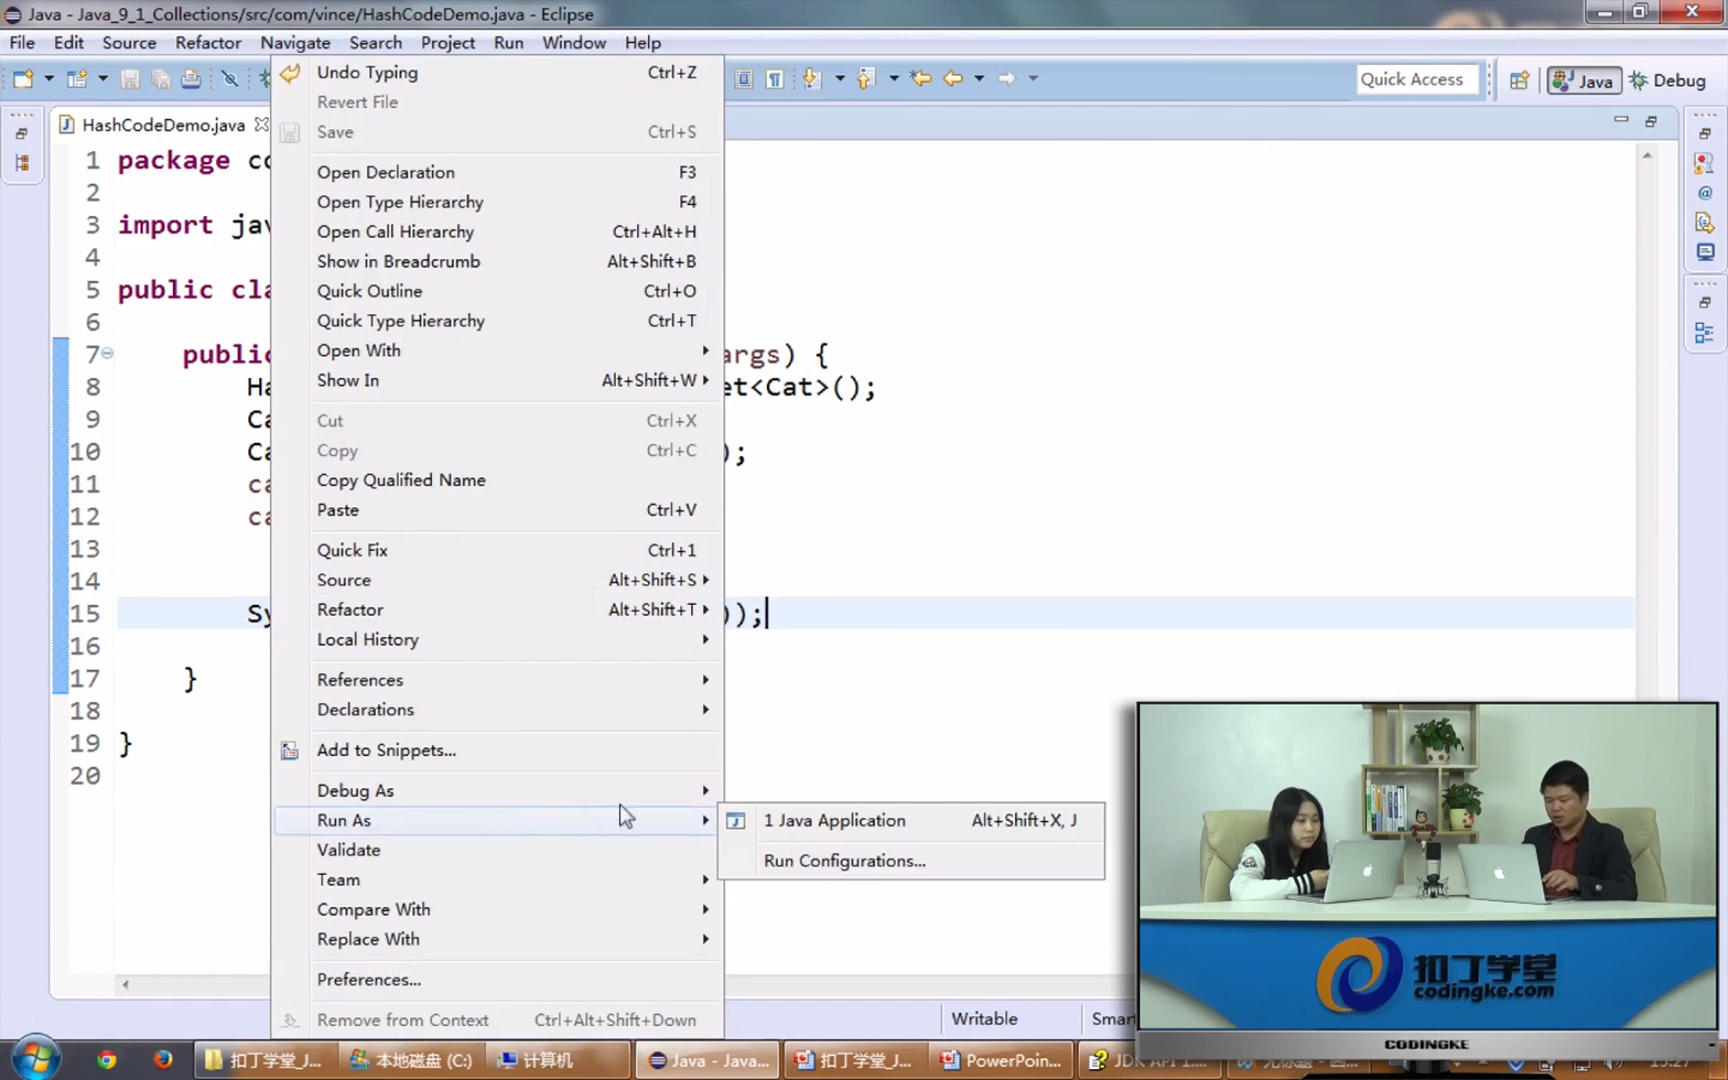 Java - Java_9_1_Collections/src/com/vince/HashCodeDemo.java - Eclipse
File Edit Source Refactor Navigate Search Project Run Window Help
Quick Access Java Debug
HashCodeDemo.java
1 package co
2
3 import jav
4
5 public cla
6
7 public args) {
8 Ha et<Cat>();
9 Ca
10 Ca );
11 ca
12 ca
13
14
15 Sy ));
16
17 }
18
19 }
20
Undo Typing Ctrl+Z
Revert File
Save Ctrl+S
Open Declaration F3
Open Type Hierarchy F4
Open Call Hierarchy Ctrl+Alt+H
Show in Breadcrumb Alt+Shift+B
Quick Outline Ctrl+O
Quick Type Hierarchy Ctrl+T
Open With
Show In Alt+Shift+W
Cut Ctrl+X
Copy Ctrl+C
Copy Qualified Name
Paste Ctrl+V
Quick Fix Ctrl+1
Source Alt+Shift+S
Refactor Alt+Shift+T
Local History
References
Declarations
Add to Snippets...
Debug As
Run As
Validate
Team
Compare With
Replace With
Preferences...
Remove from Context Ctrl+Alt+Shift+Down
1 Java Application Alt+Shift+X, J
Run Configurations...
扣丁学堂
codingke.com
CODINGKE
Writable Smar
扣丁学堂_J... 本地磁盘 (C:) 计算机 Java - Java... 扣丁学堂_J... PowerPoin... JDK API 1...